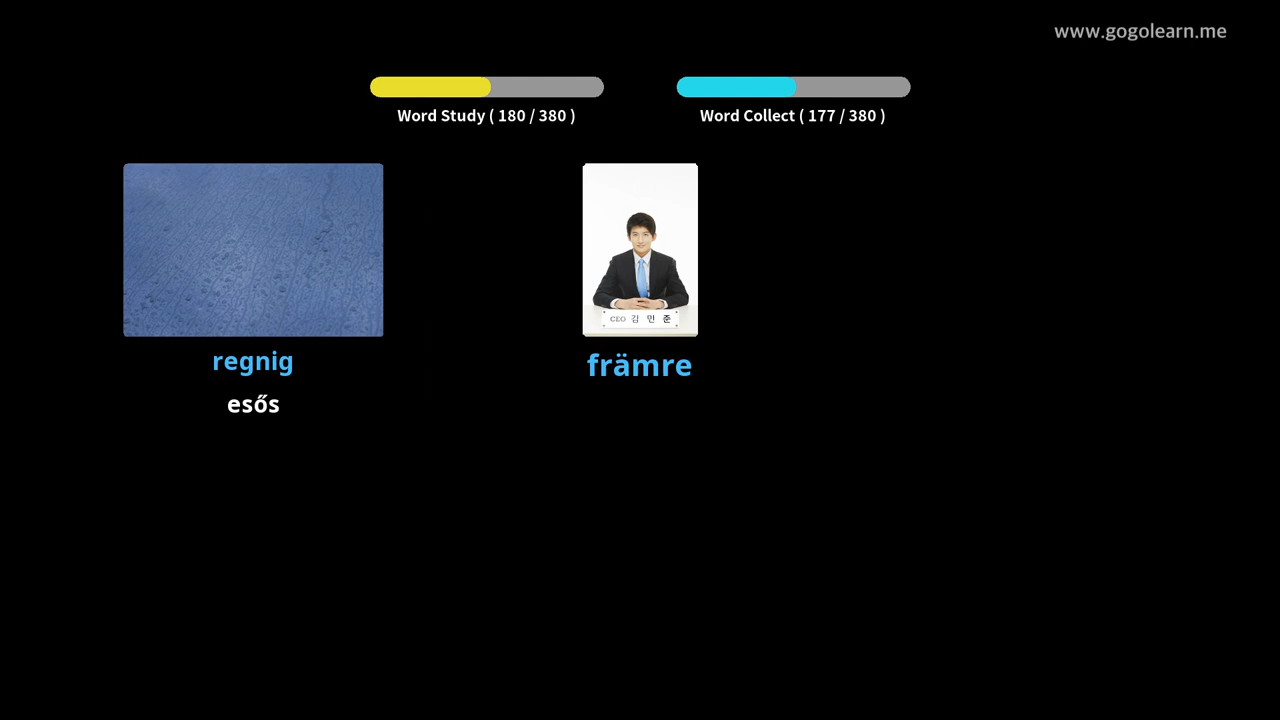 www.gogolearn.me
Word Study ( 180 / 380 )
Word Collect ( 177 / 380 )
CEO 김 민 준
regnig
främre
esős